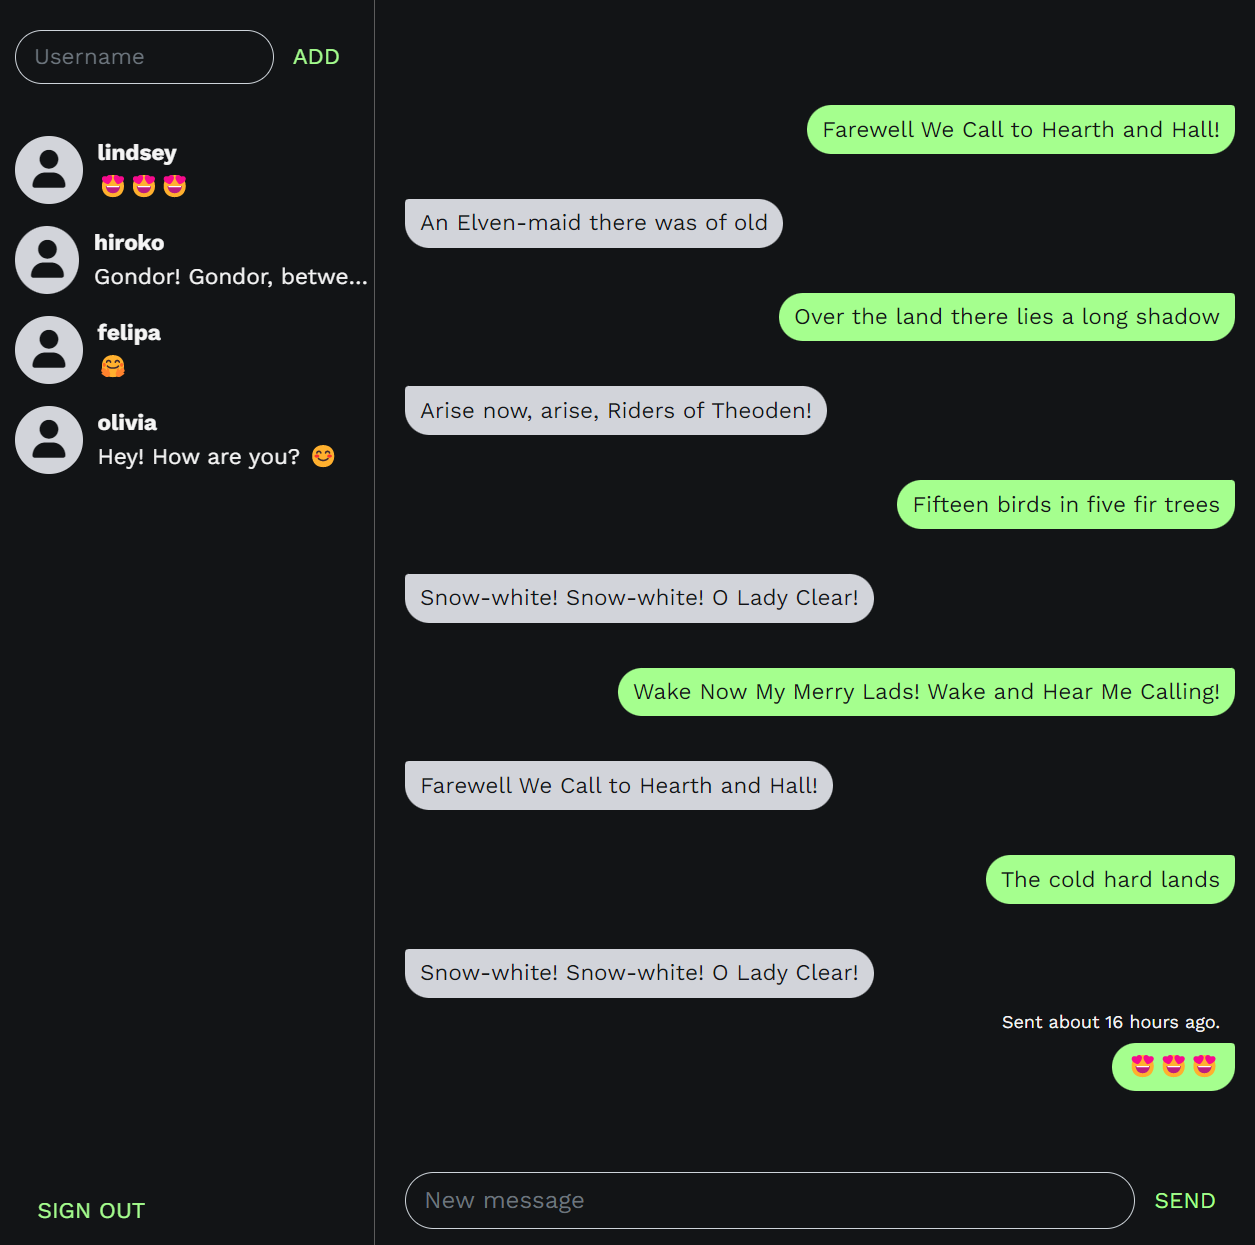 Username
ADD
lindsey
😍😍😍
hiroko
Gondor! Gondor, betwe...
felipa
🤗
olivia
Hey! How are you? 😊
SIGN OUT
Farewell We Call to Hearth and Hall!
An Elven-maid there was of old
Over the land there lies a long shadow
Arise now, arise, Riders of Theoden!
Fifteen birds in five fir trees
Snow-white! Snow-white! O Lady Clear!
Wake Now My Merry Lads! Wake and Hear Me Calling!
Farewell We Call to Hearth and Hall!
The cold hard lands
Snow-white! Snow-white! O Lady Clear!
Sent about 16 hours ago.
😍😍😍
New message
SEND